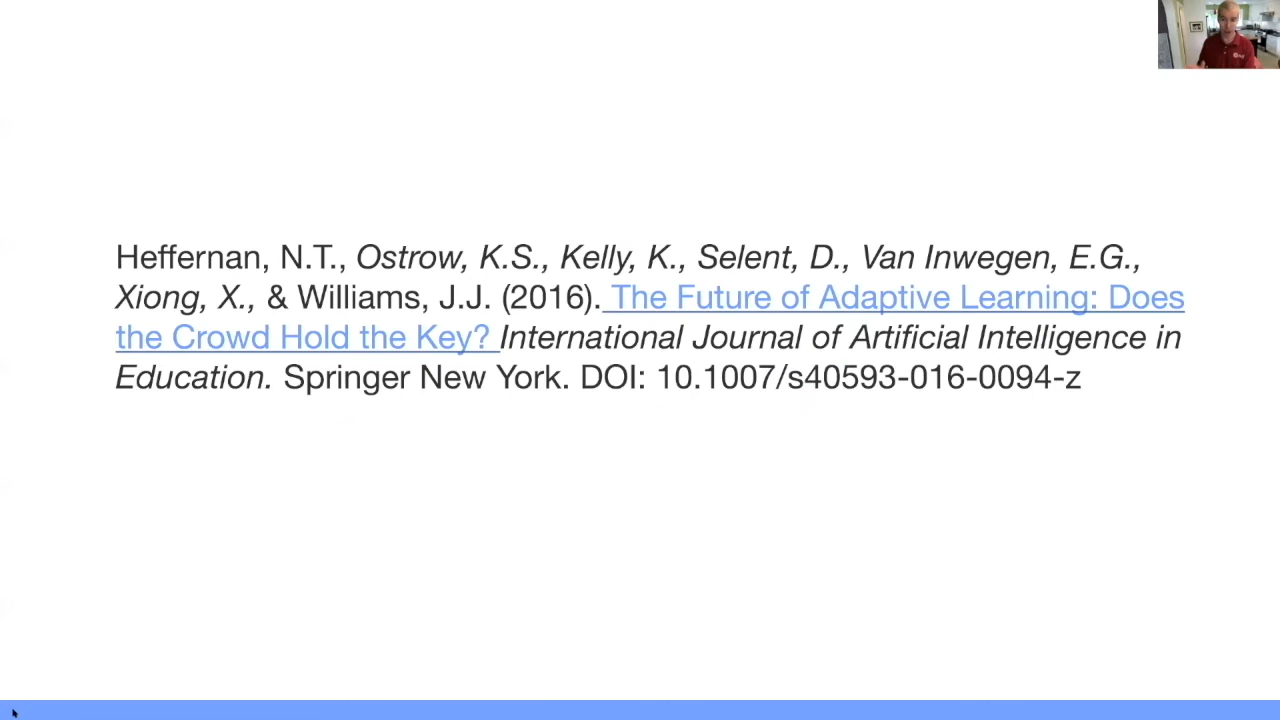 Heffernan, N.T., Ostrow, K.S., Kelly, K., Selent, D., Van Inwegen, E.G.,
Xiong, X., & Williams, J.J. (2016). The Future of Adaptive Learning: Does
the Crowd Hold the Key? International Journal of Artificial Intelligence in
Education. Springer New York. DOI: 10.1007/s40593-016-0094-z